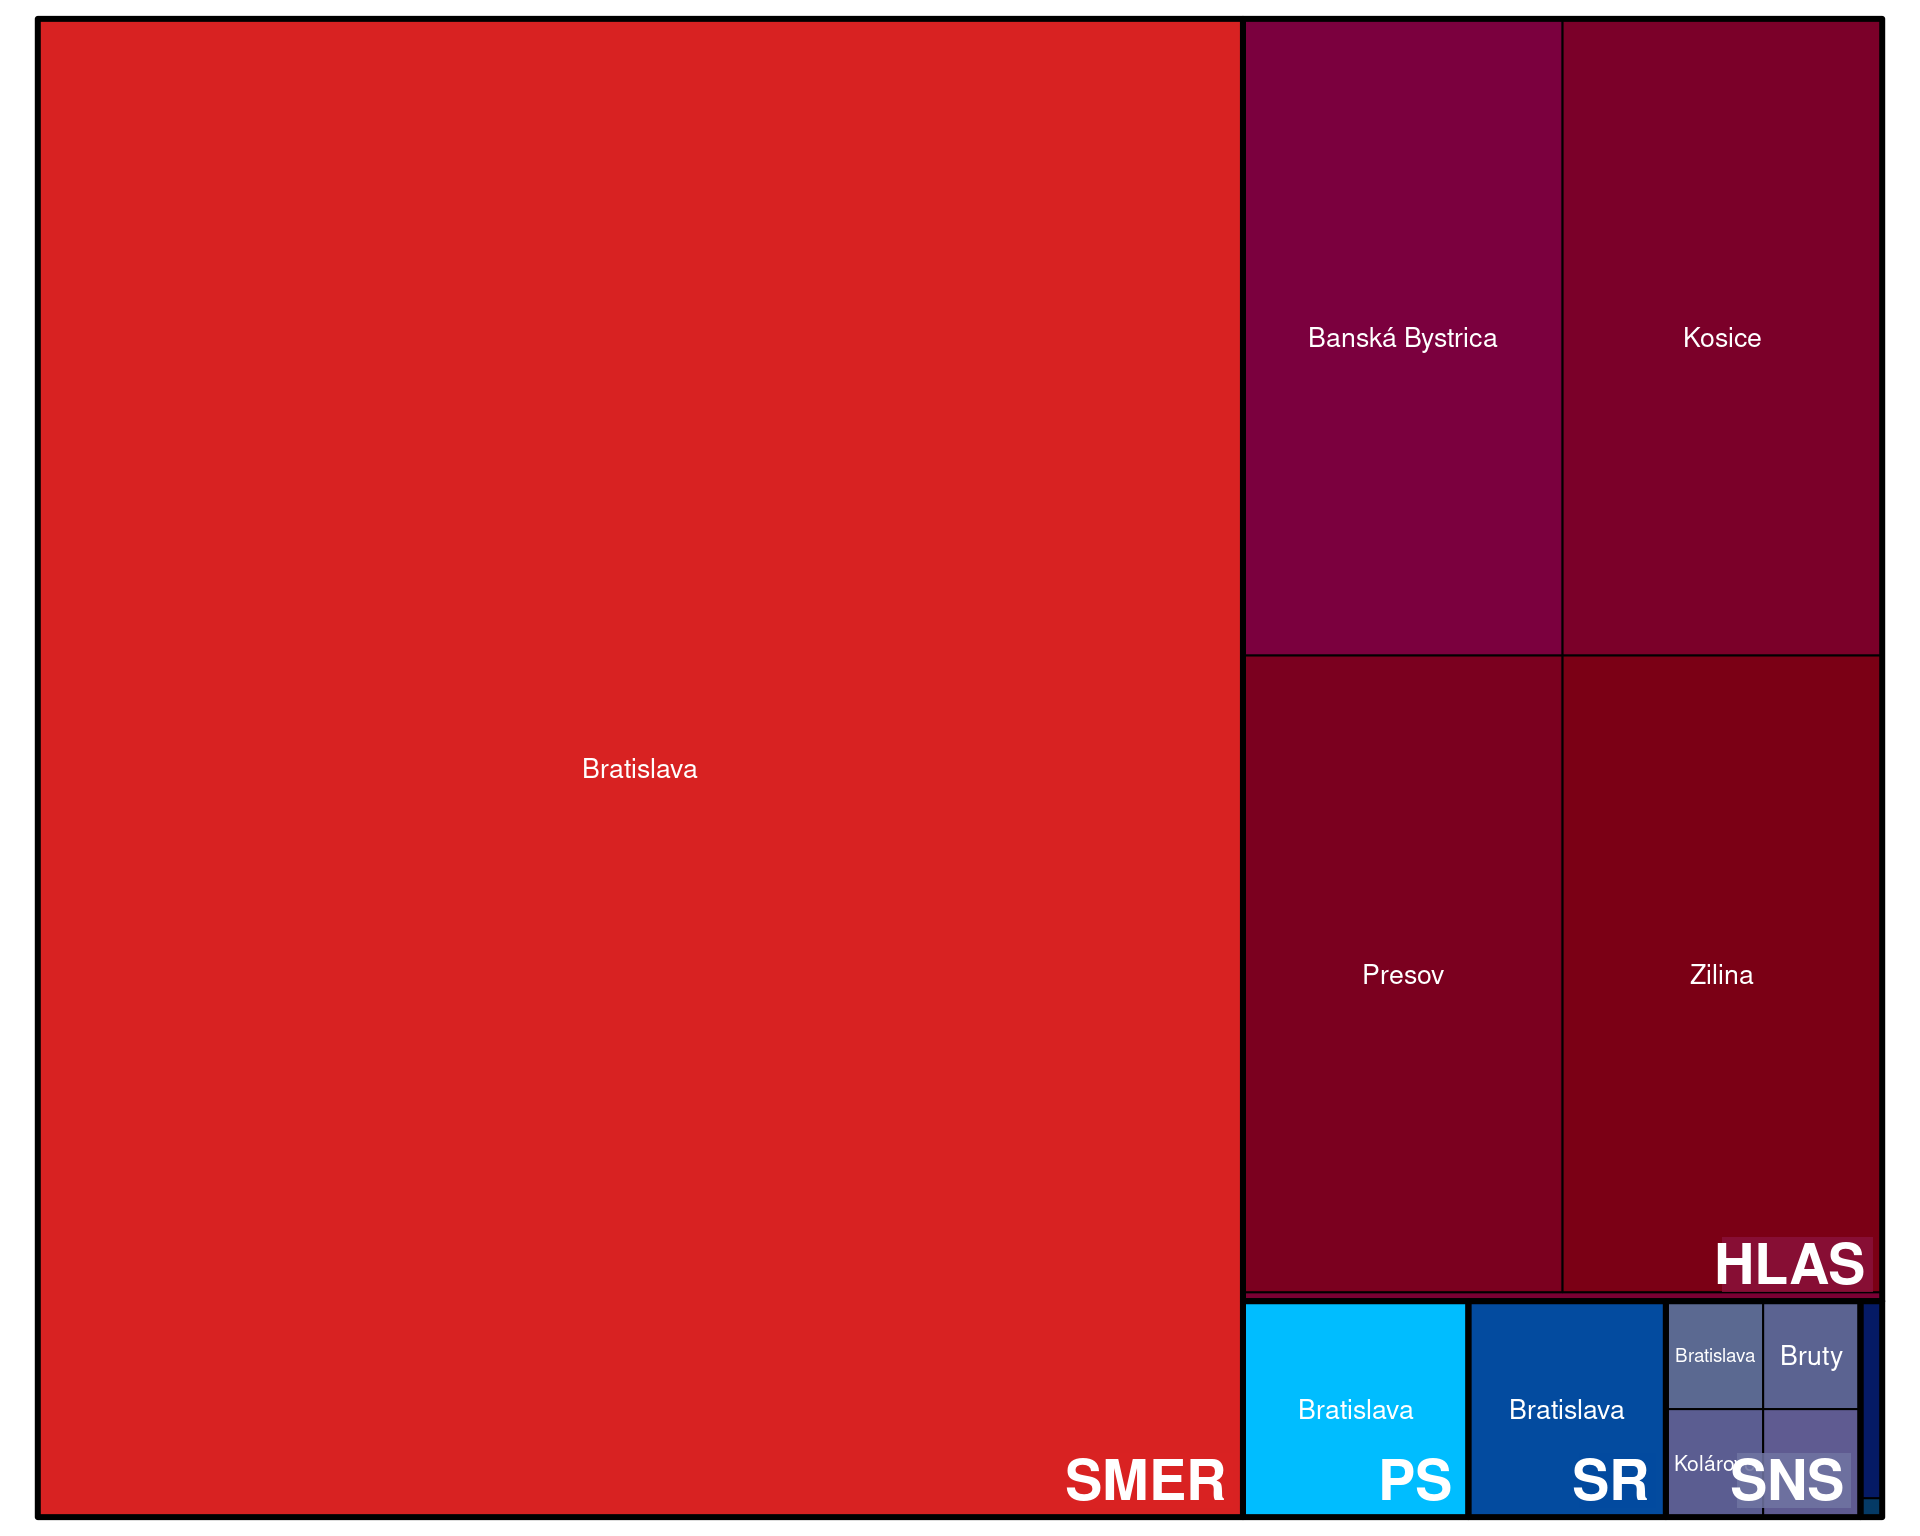 Bratislava
SMER
Banská Bystrica
Kosice
Presov
Zilina
HLAS
Bratislava
PS
Bratislava
SR
Bratislava
Bruty
SNS